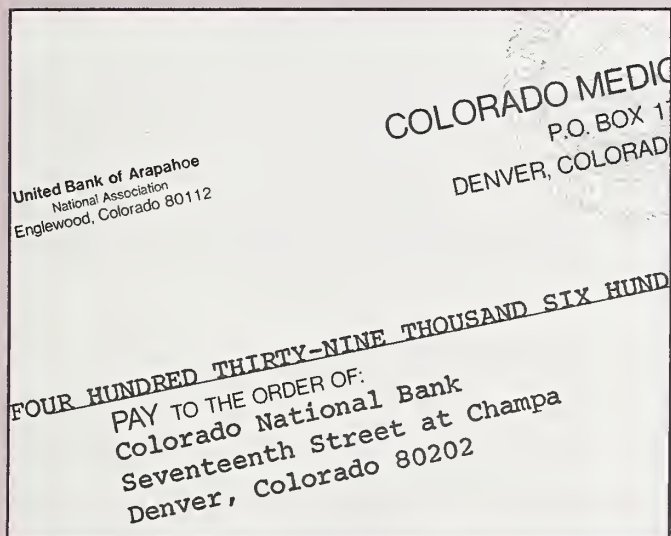 COLORADO MEDIC
P.O. BOX 1
DENVER, COLORAD
United Bank of Arapahoe
National Association
Englewood, Colorado 80112
FOUR HUNDRED THIRTY-NINE THOUSAND SIX HUND
PAY TO THE ORDER OF:
Colorado National Bank
Seventeenth Street at Champa
Denver, Colorado 80202